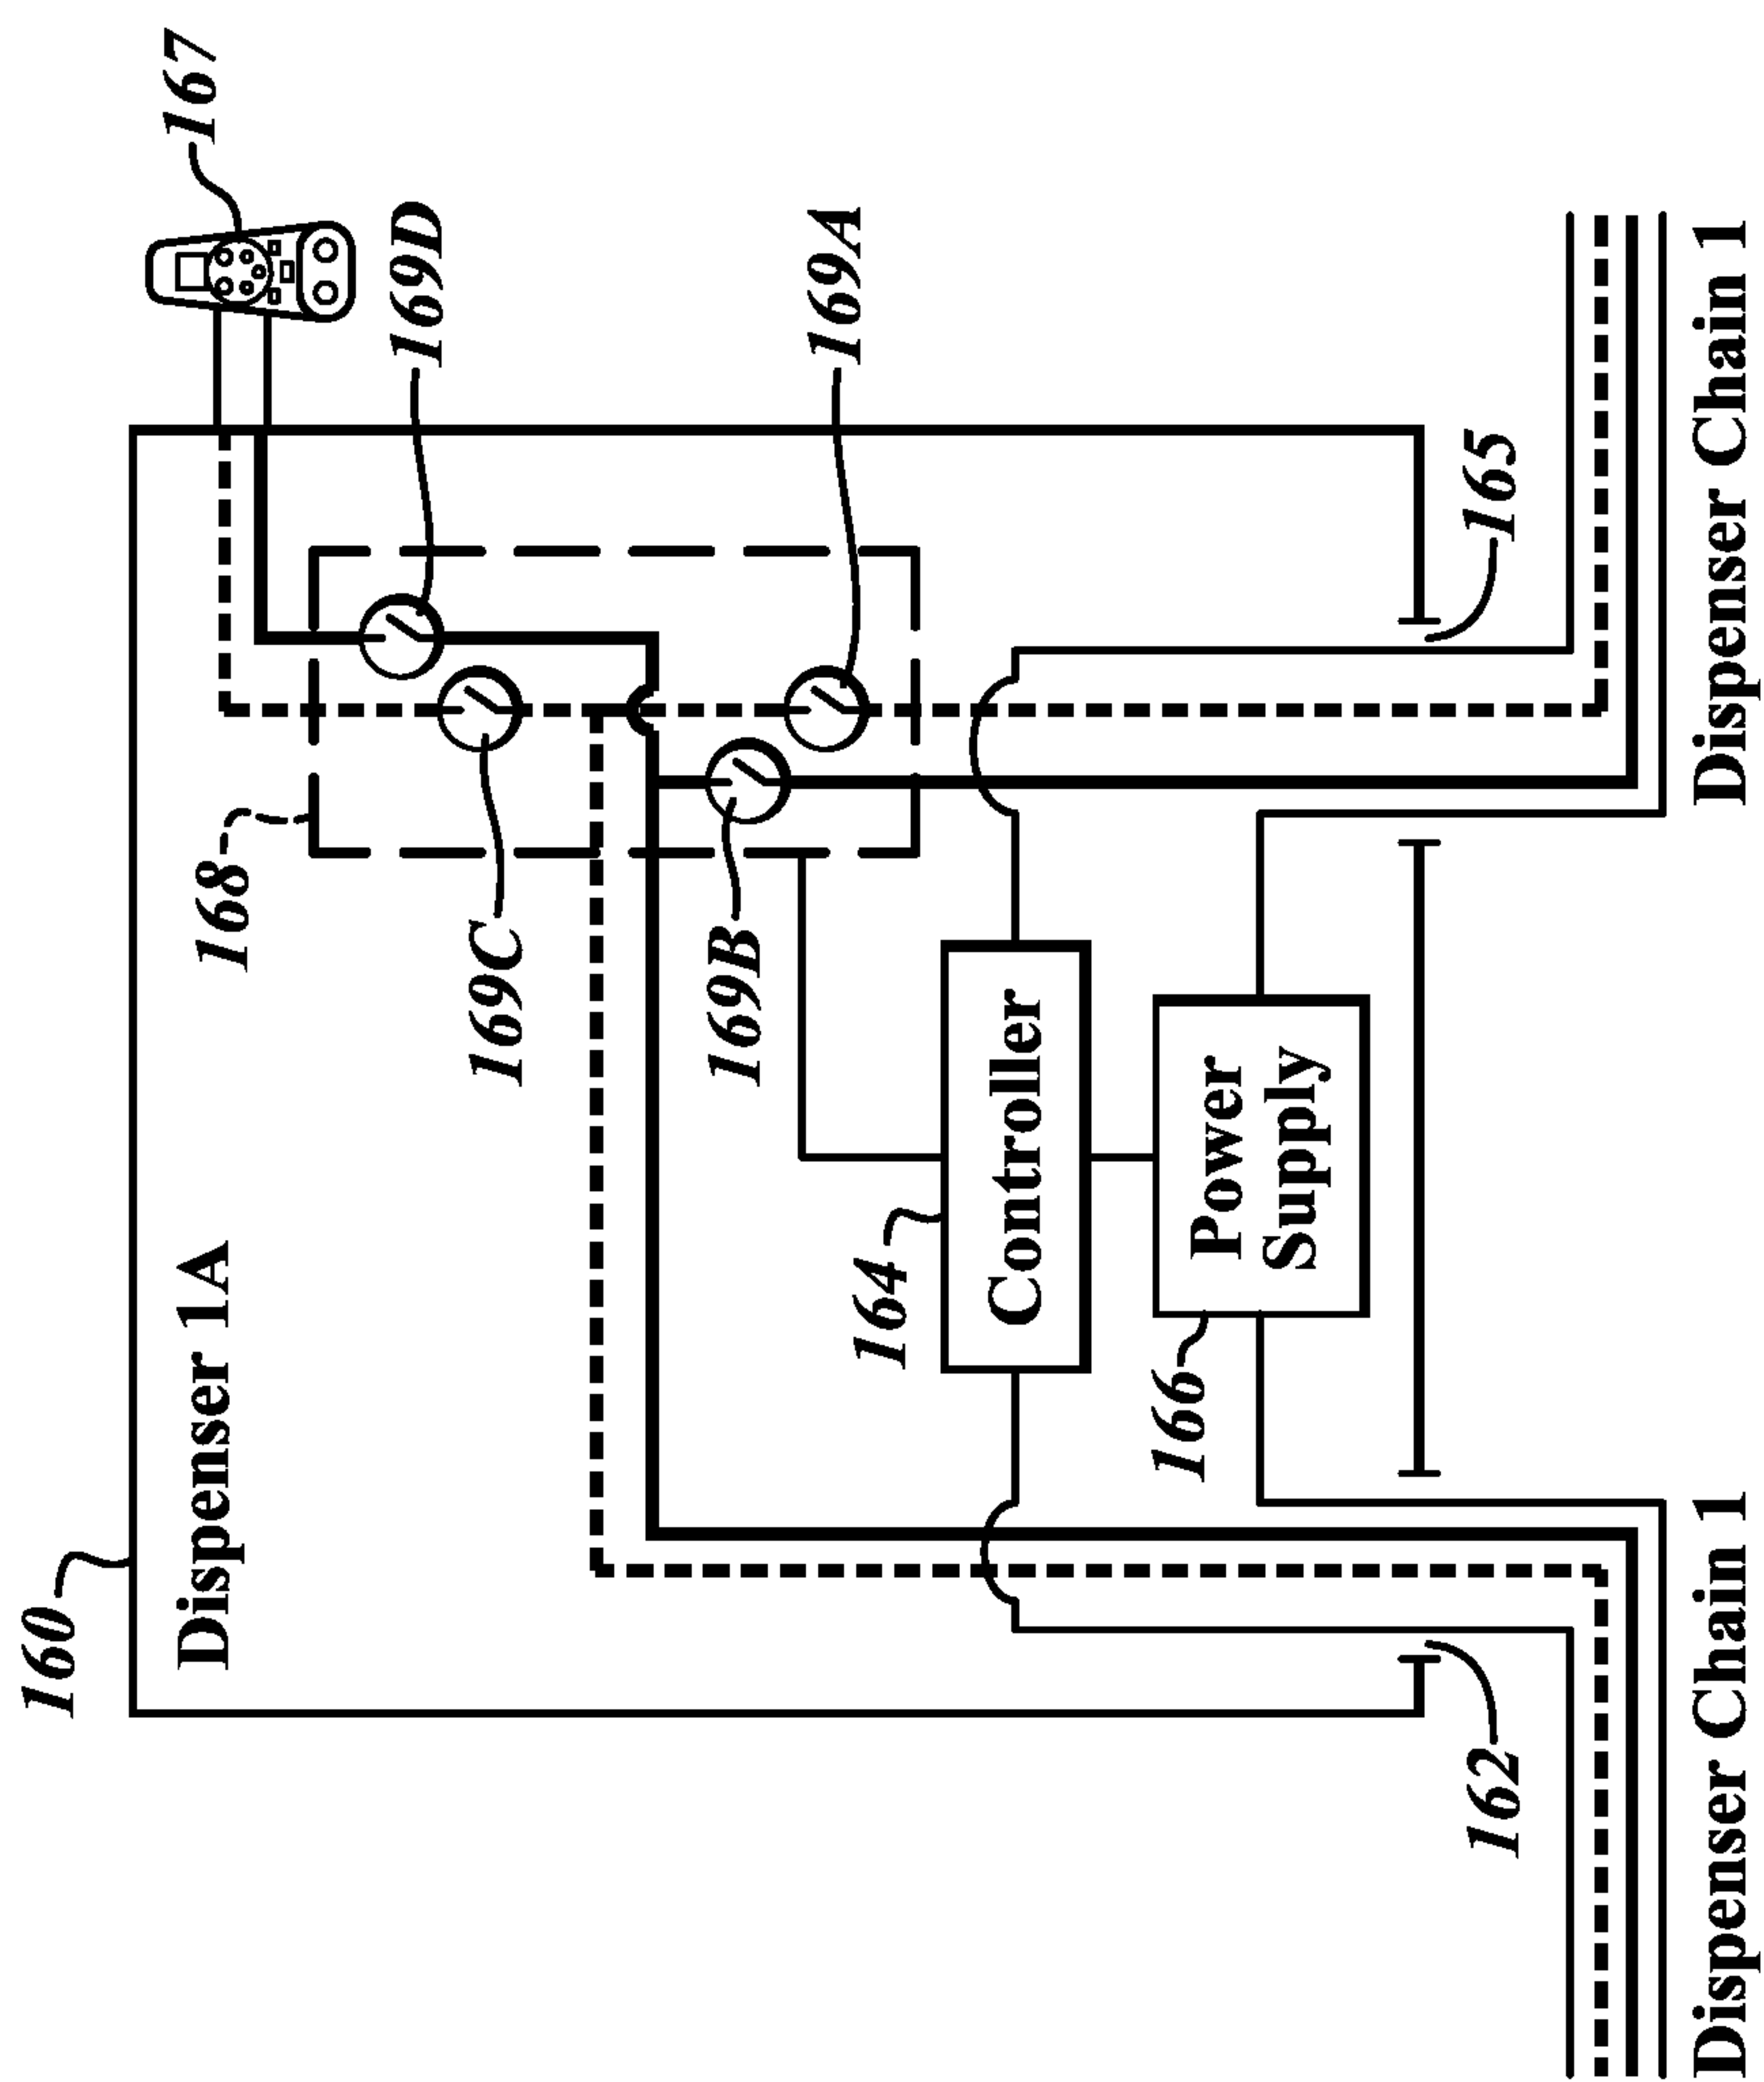 160
Dispenser 1A
168
167
169D
169C
169A
169B
164
Controller
166
Power
Supply
162
165
Dispenser Chain 1
Dispenser Chain 1